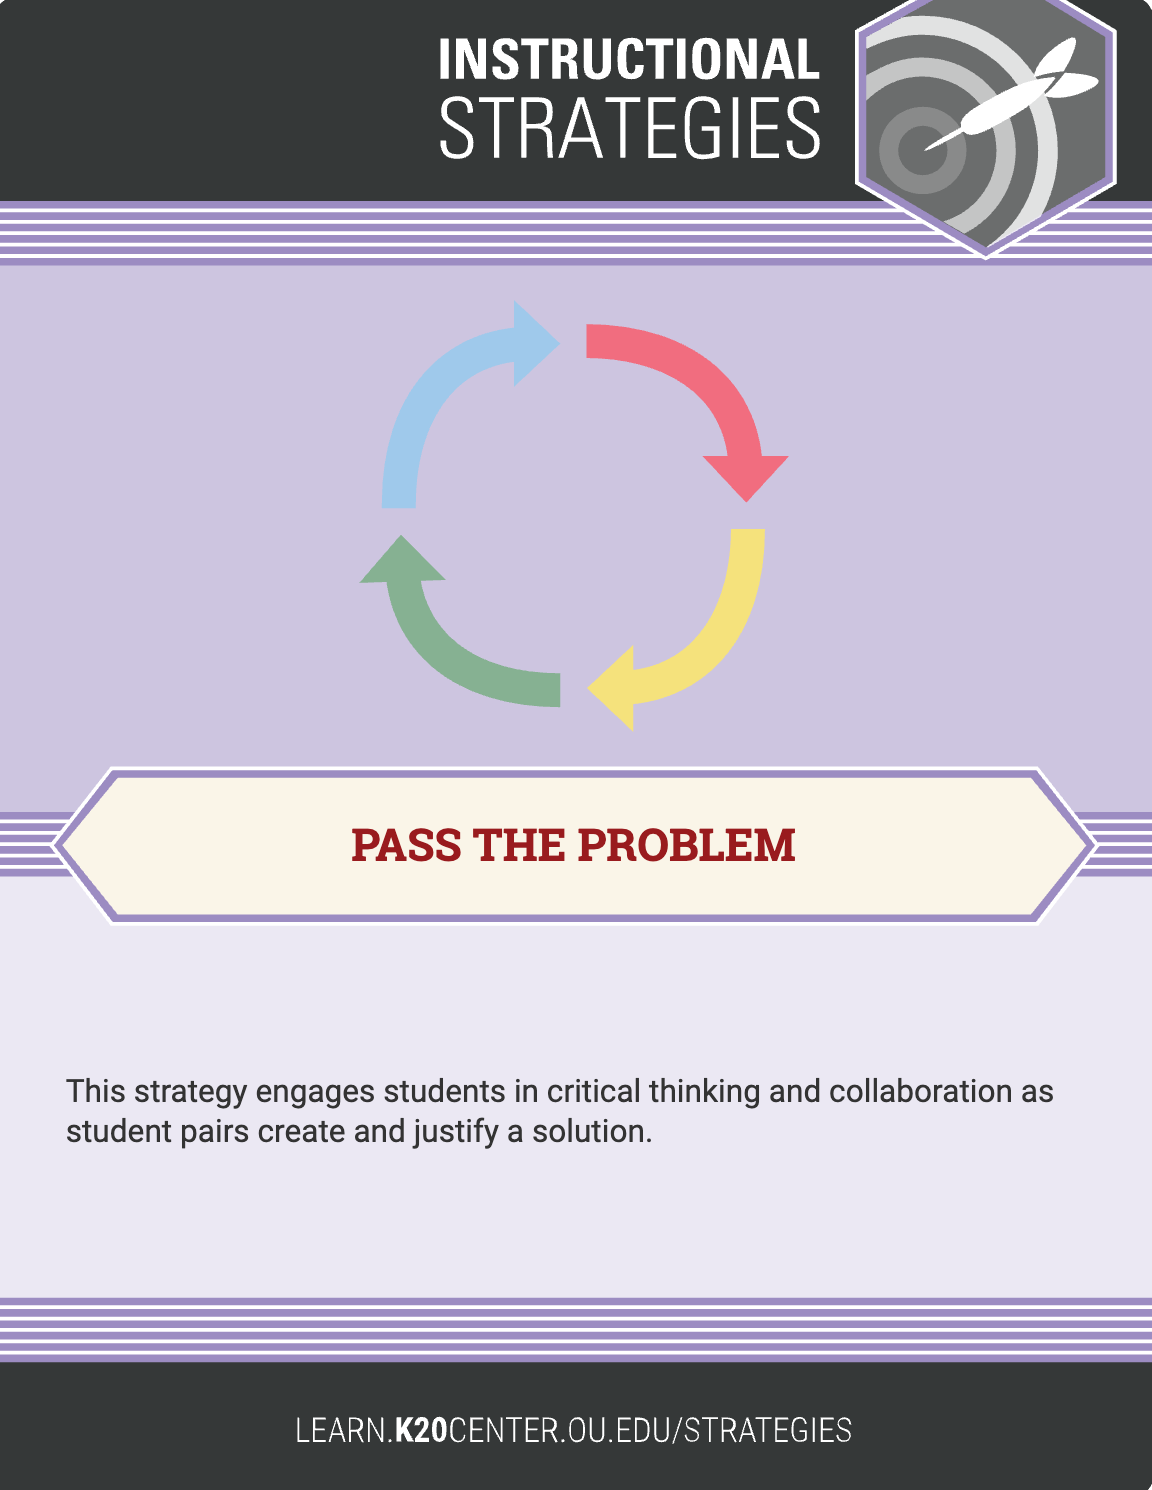 INSTRUCTIONAL
STRATEGIES
PASS THE PROBLEM
This strategy engages students in critical thinking and collaboration as
student pairs create and justify a solution.
LEARN.K20CENTER.OU.EDU/STRATEGIES